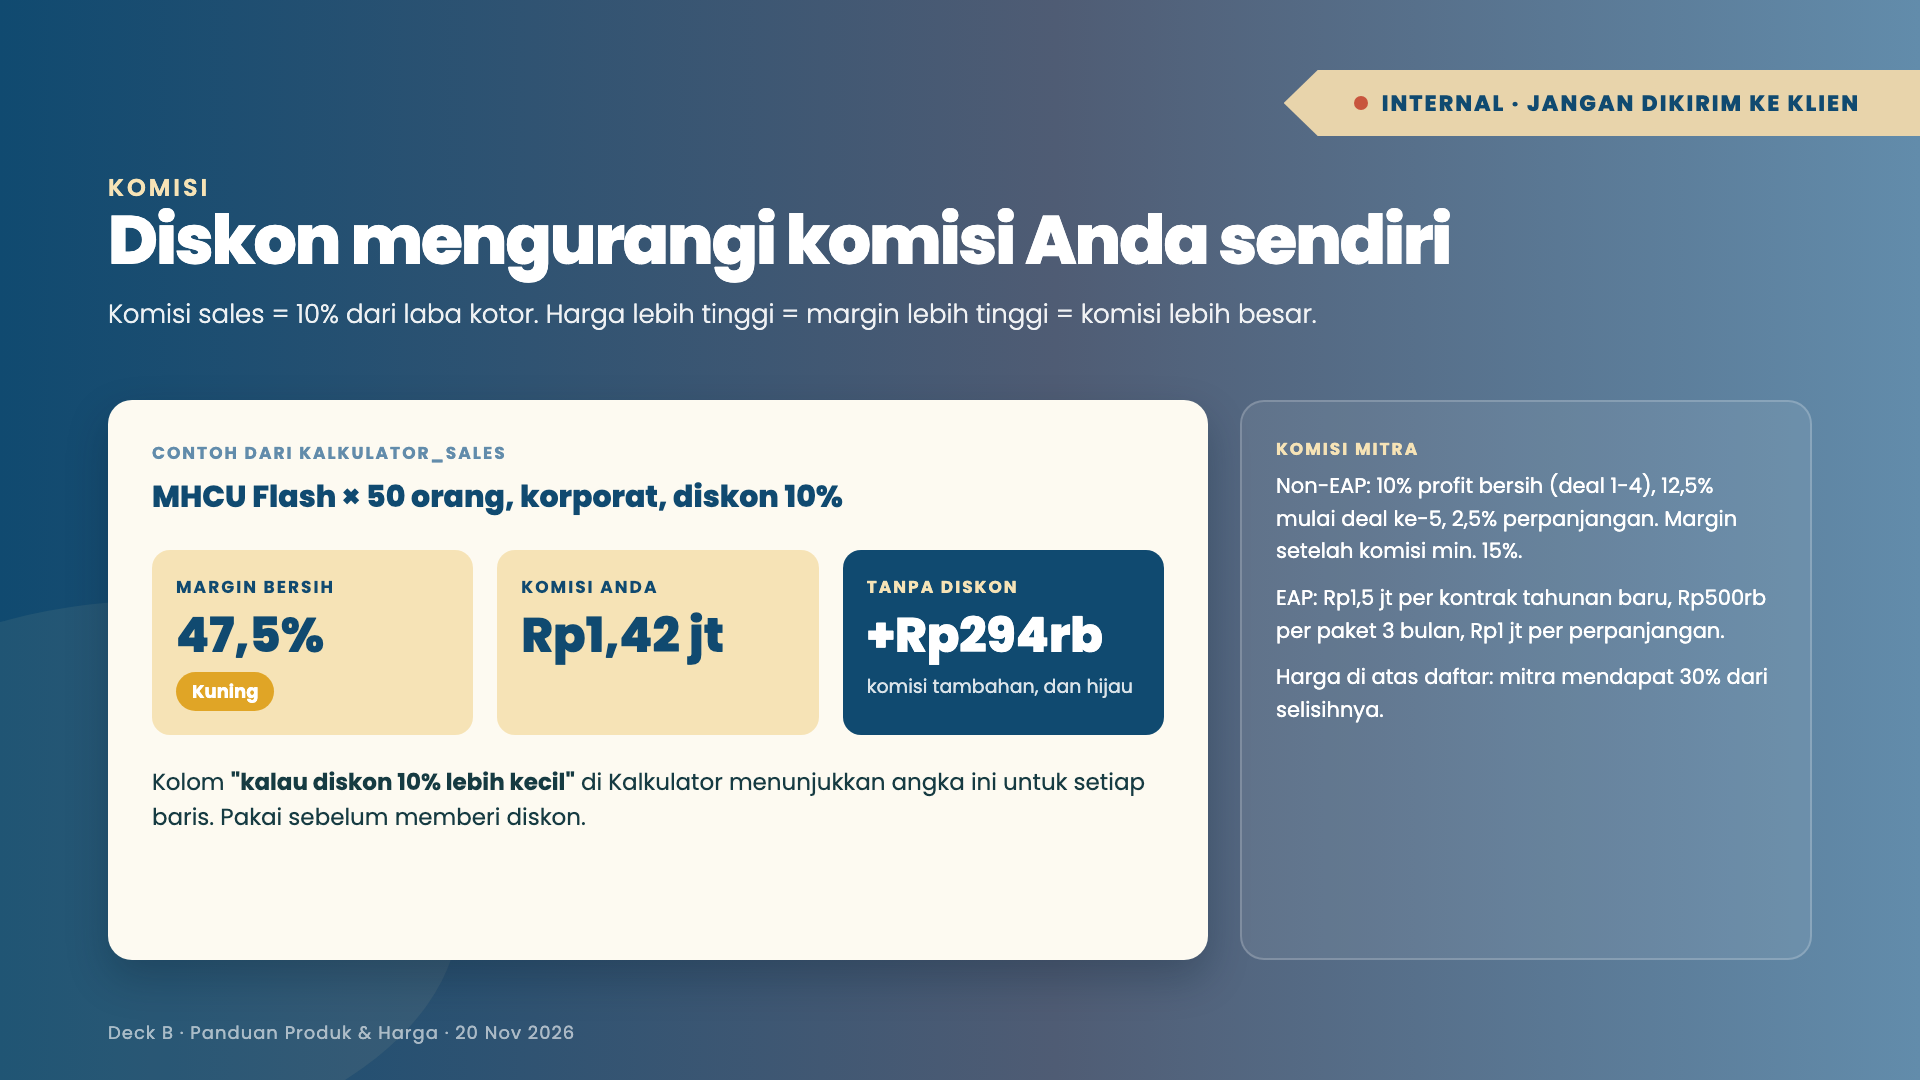 INTERNAL · JANGAN DIKIRIM KE KLIEN
KOMISI
Diskon mengurangi komisi Anda sendiri
Komisi sales = 10% dari laba kotor. Harga lebih tinggi = margin lebih tinggi = komisi lebih besar.
CONTOH DARI KALKULATOR_SALES
MHCU Flash × 50 orang, korporat, diskon 10%
MARGIN BERSIH
47,5%
Kuning
KOMISI ANDA
Rp1,42 jt
TANPA DISKON
+Rp294rb
komisi tambahan, dan hijau
Kolom "kalau diskon 10% lebih kecil" di Kalkulator menunjukkan angka ini untuk setiap
baris. Pakai sebelum memberi diskon.
KOMISI MITRA
Non-EAP: 10% profit bersih (deal 1-4), 12,5%
mulai deal ke-5, 2,5% perpanjangan. Margin
setelah komisi min. 15%.
EAP: Rp1,5 jt per kontrak tahunan baru, Rp500rb
per paket 3 bulan, Rp1 jt per perpanjangan.
Harga di atas daftar: mitra mendapat 30% dari
selisihnya.
Deck B · Panduan Produk & Harga · 20 Nov 2026